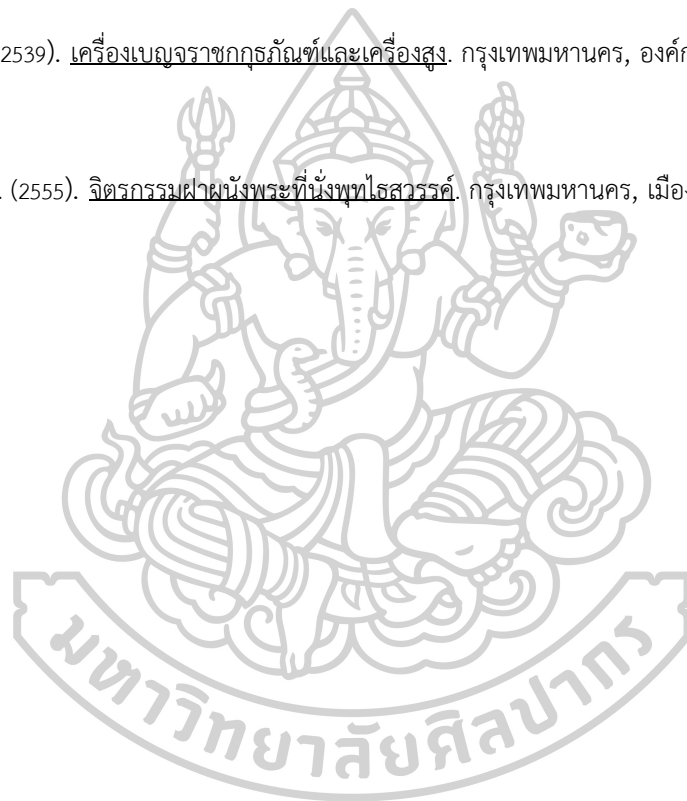 2539). เครื่องเบญจราชกกุธภัณฑ์และเครื่องสูง. กรุงเทพมหานคร, องค์ก
. (2555). จิตรกรรมฝาผนังพระที่นั่งพุทไธสวรรค์. กรุงเทพมหานคร, เมือง
มหาวิทยาลัยศิลปากร